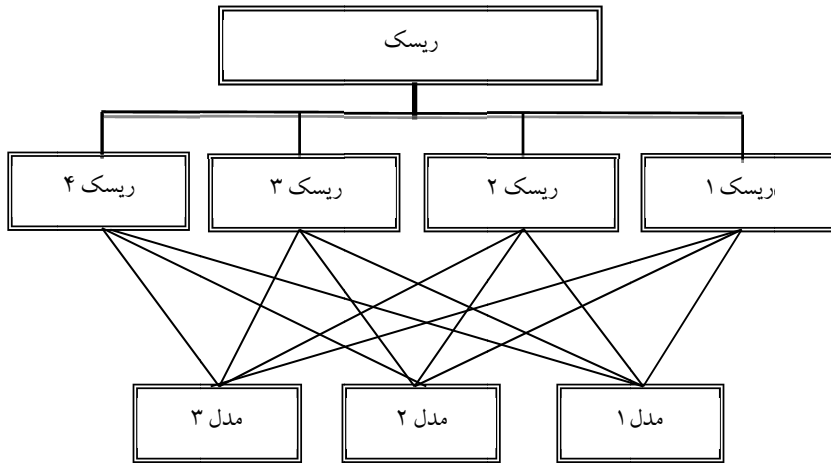 ریسک
ریسک ۱
ریسک ۲
ریسک ۳
ریسک ۴
مدل ۱
مدل ۲
مدل ۳